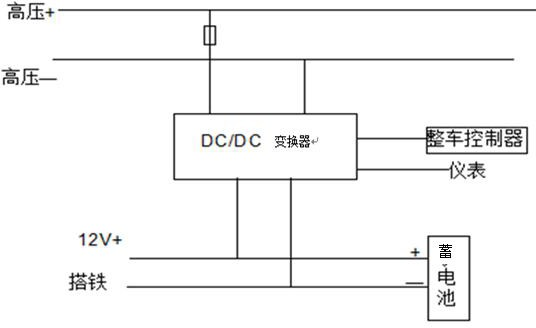 高压+
高压—
DC/DC 变换器↵
整车控制器
仪表
12V+
搭铁
+
—
蓄
电
池